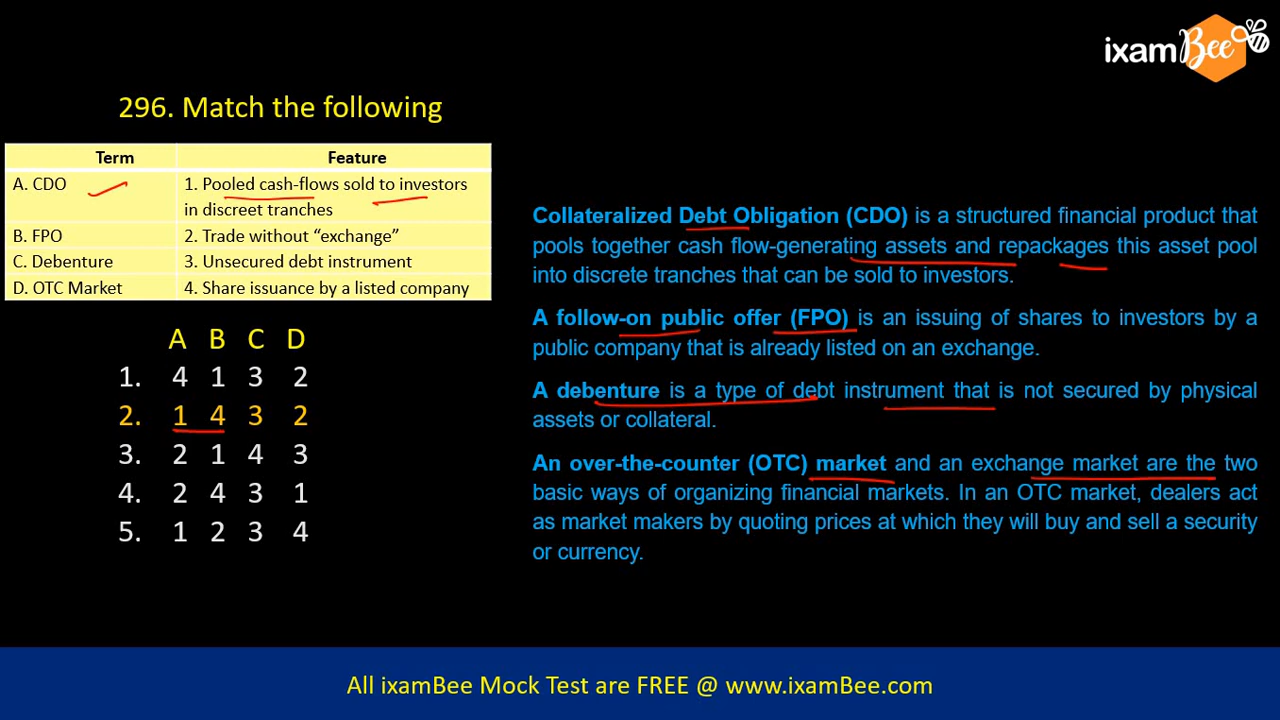 ixamBee
296. Match the following
Term Feature
A. CDO 1. Pooled cash-flows sold to investors
in discreet tranches
B. FPO 2. Trade without “exchange”
C. Debenture 3. Unsecured debt instrument
D. OTC Market 4. Share issuance by a listed company
A B C D
1. 4 1 3 2
2. 1 4 3 2
3. 2 1 4 3
4. 2 4 3 1
5. 1 2 3 4
Collateralized Debt Obligation (CDO) is a structured financial product that
pools together cash flow-generating assets and repackages this asset pool
into discrete tranches that can be sold to investors.
A follow-on public offer (FPO) is an issuing of shares to investors by a
public company that is already listed on an exchange.
A debenture is a type of debt instrument that is not secured by physical
assets or collateral.
An over-the-counter (OTC) market and an exchange market are the two
basic ways of organizing financial markets. In an OTC market, dealers act
as market makers by quoting prices at which they will buy and sell a security
or currency.
All ixamBee Mock Test are FREE @ www.ixamBee.com